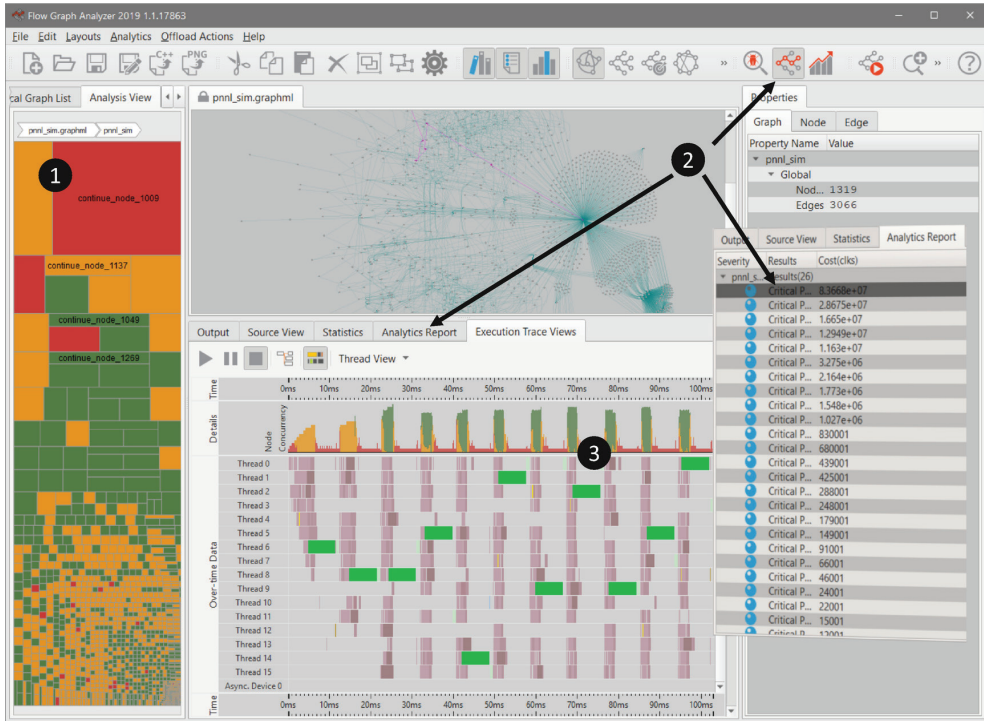 Flow Graph Analyzer 2019 1.1.17863
File Edit Layouts Analytics Offload Actions Help
C++
PNG
»
»
cal Graph List Analysis View
pnnl_sim.graphml
Properties
pnnl_sim.graphml pnnl_sim
Graph Node Edge
Property Name Value
pnnl_sim
Global
Nod... 1319
Edges 3066
1
2
continue_node_1009
continue_node_1137
continue_node_1049
continue_node_1269
Output Source View Statistics Analytics Report
Severity Results Cost(clks)
pnnl_s... Results(26)
Critical P... 8.3668e+07
Critical P... 2.8675e+07
Critical P... 1.665e+07
Critical P... 1.2949e+07
Critical P... 1.163e+07
Critical P... 3.275e+06
Critical P... 2.164e+06
Critical P... 1.773e+06
Critical P... 1.548e+06
Critical P... 1.027e+06
Critical P... 830001
Critical P... 680001
Critical P... 439001
Critical P... 425001
Critical P... 288001
Critical P... 248001
Critical P... 179001
Critical P... 149001
Critical P... 91001
Critical P... 66001
Critical P... 46001
Critical P... 24001
Critical P... 22001
Critical P... 15001
Critical P... 12001
Output Source View Statistics Analytics Report Execution Trace Views
Thread View
Time
0ms 10ms 20ms 30ms 40ms 50ms 60ms 70ms 80ms 90ms 100ms
Details
Node
Concurrency
3
Over-time Data
Thread 0
Thread 1
Thread 2
Thread 3
Thread 4
Thread 5
Thread 6
Thread 7
Thread 8
Thread 9
Thread 10
Thread 11
Thread 12
Thread 13
Thread 14
Thread 15
Async. Device 0
Time
0ms 10ms 20ms 30ms 40ms 50ms 60ms 70ms 80ms 90ms 100ms